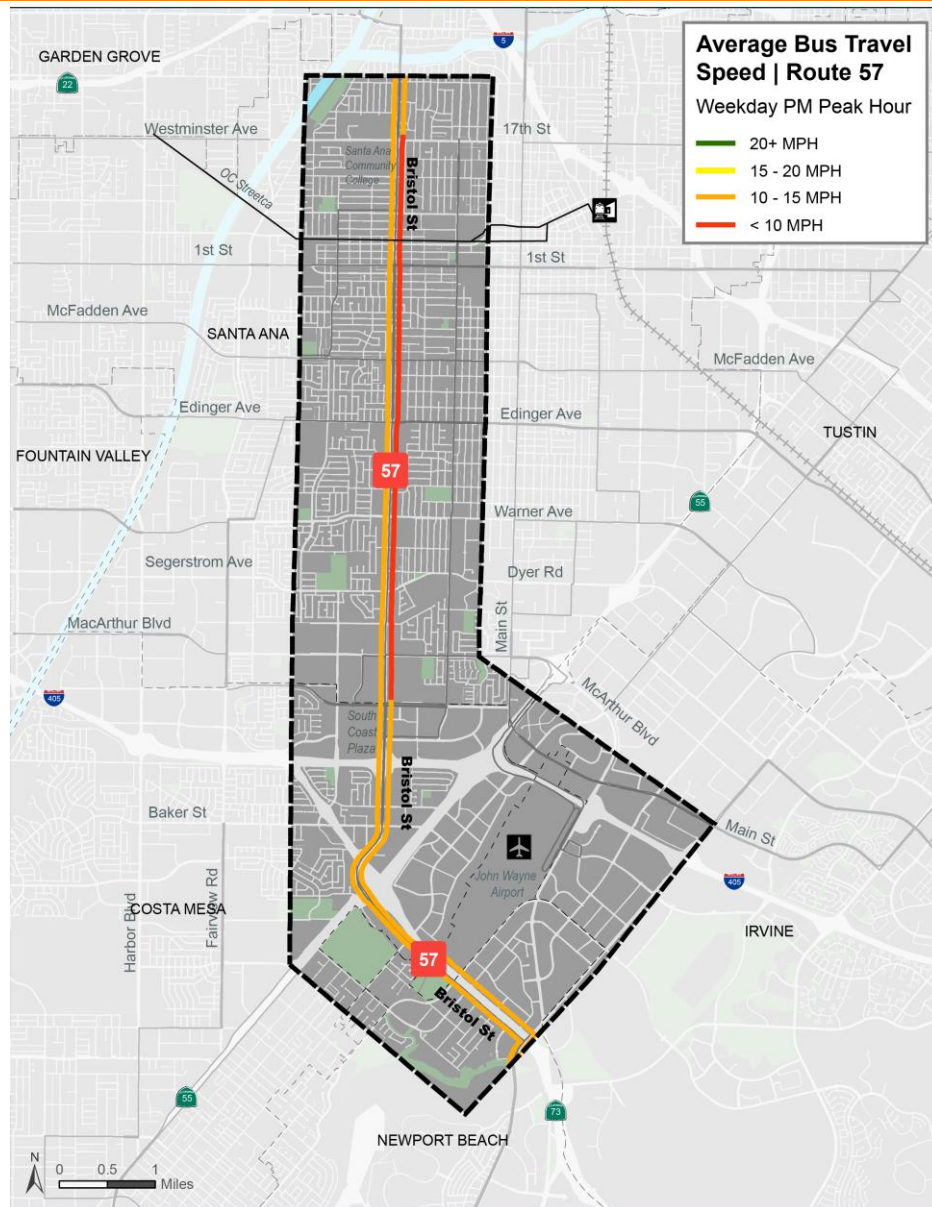 GARDEN GROVE
22
5
Average Bus Travel
Speed | Route 57
Weekday PM Peak Hour
20+ MPH
15 - 20 MPH
10 - 15 MPH
< 10 MPH
Westminster Ave
17th St
Santa Ana
Community
College
Bristol St
OC Streetca
1st St
1st St
McFadden Ave
SANTA ANA
McFadden Ave
Edinger Ave
Edinger Ave
TUSTIN
FOUNTAIN VALLEY
57
55
Warner Ave
Segerstrom Ave
Dyer Rd
MacArthur Blvd
Main St
405
McArthur Blvd
South
Coast
Plaza
Bristol St
Baker St
Main St
John Wayne
Airport
405
Harbor Blvd
Fairview Rd
COSTA MESA
IRVINE
57
Bristol St
55
73
NEWPORT BEACH
N
0 0.5 1
Miles